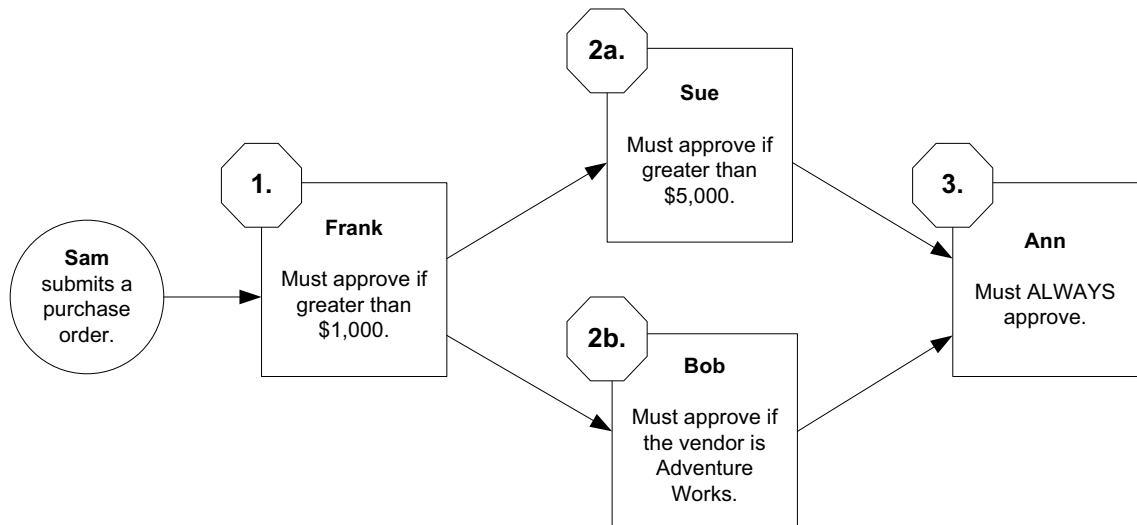 Sam
submits a
purchase
order.
1.
Frank
Must approve if
greater than
$1,000.
2a.
Sue
Must approve if
greater than
$5,000.
2b.
Bob
Must approve if
the vendor is
Adventure
Works.
3.
Ann
Must ALWAYS
approve.